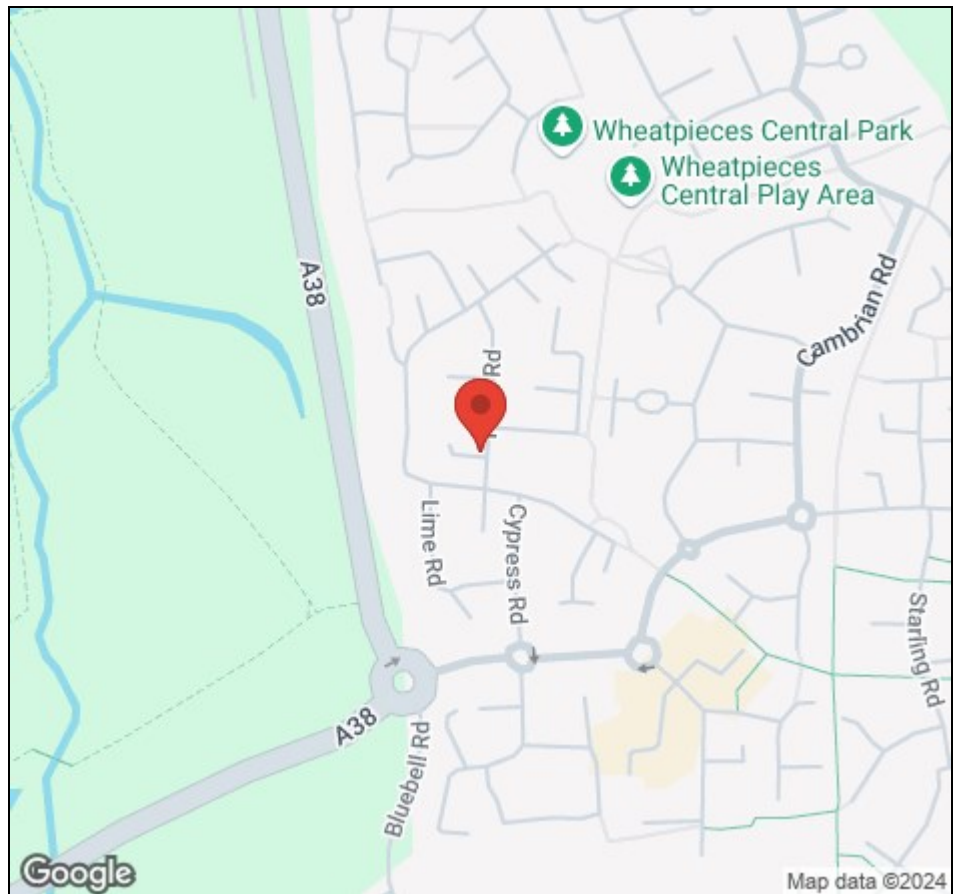 Wheatpieces Central Park
Wheatpieces
Central Play Area
A38
Cambrian Rd
Rd
Lime Rd
Cypress Rd
Starling Rd
A38
Bluebell Rd
Google
Map data ©2024